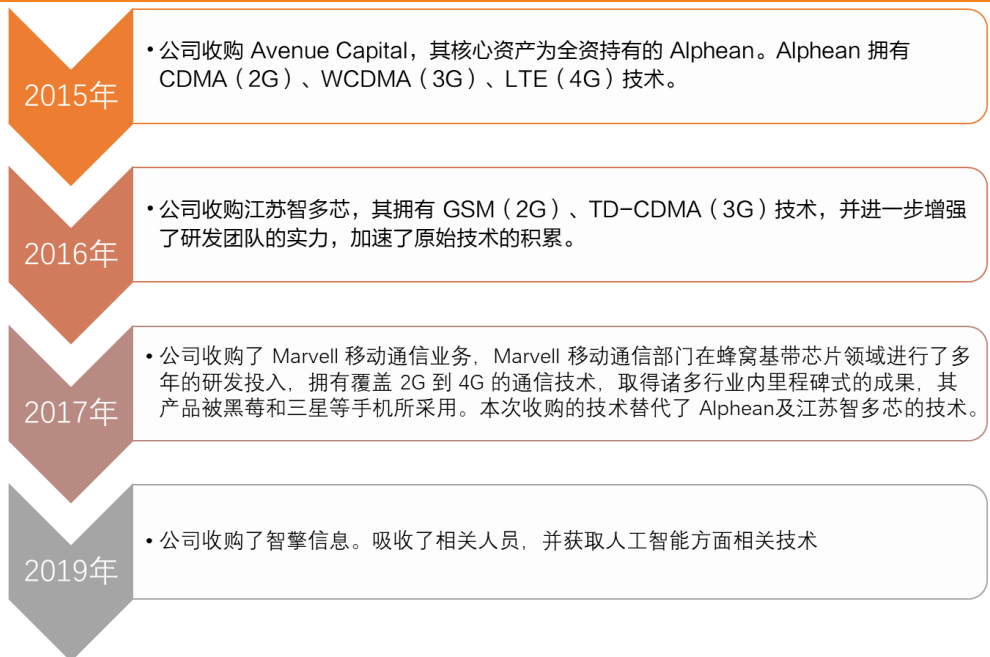 2015年
• 公司收购 Avenue Capital，其核心资产为全资持有的 Alphean。Alphean 拥有
CDMA（2G）、WCDMA（3G）、LTE（4G）技术。
2016年
• 公司收购江苏智多芯，其拥有 GSM（2G）、TD-CDMA（3G）技术，并进一步增强
了研发团队的实力，加速了原始技术的积累。
2017年
• 公司收购了 Marvell 移动通信业务，Marvell 移动通信部门在蜂窝基带芯片领域进行了多
年的研发投入，拥有覆盖 2G 到 4G 的通信技术，取得诸多行业内里程碑式的成果，其
产品被黑莓和三星等手机所采用。本次收购的技术替代了 Alphean及江苏智多芯的技术。
2019年
• 公司收购了智擎信息。吸收了相关人员，并获取人工智能方面相关技术